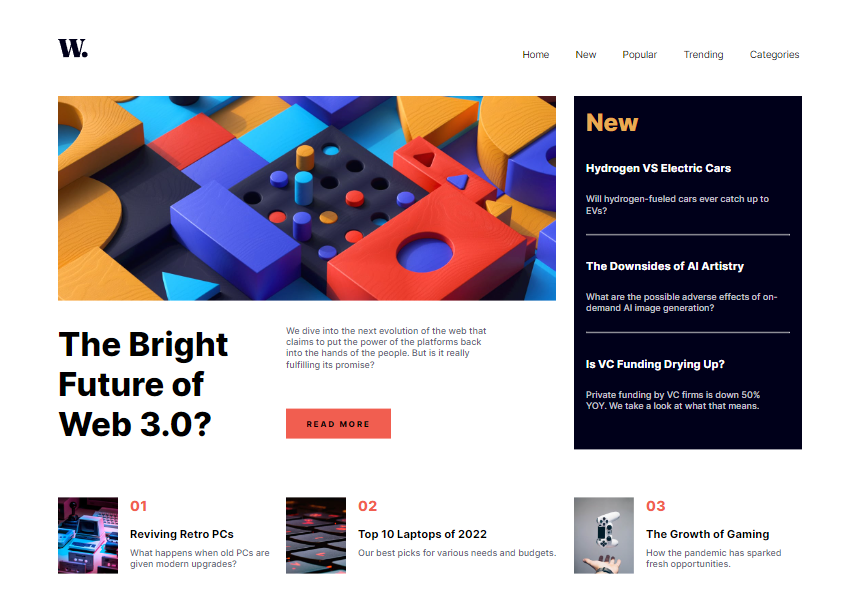 W.
Home New Popular Trending Categories
The Bright
Future of
Web 3.0?
We dive into the next evolution of the web that
claims to put the power of the platforms back
into the hands of the people. But is it really
fulfilling its promise?
READ MORE
New
Hydrogen VS Electric Cars
Will hydrogen-fueled cars ever catch up to
EVs?
The Downsides of AI Artistry
What are the possible adverse effects of on-
demand AI image generation?
Is VC Funding Drying Up?
Private funding by VC firms is down 50%
YOY. We take a look at what that means.
01
Reviving Retro PCs
What happens when old PCs are
given modern upgrades?
02
Top 10 Laptops of 2022
Our best picks for various needs and budgets.
03
The Growth of Gaming
How the pandemic has sparked
fresh opportunities.